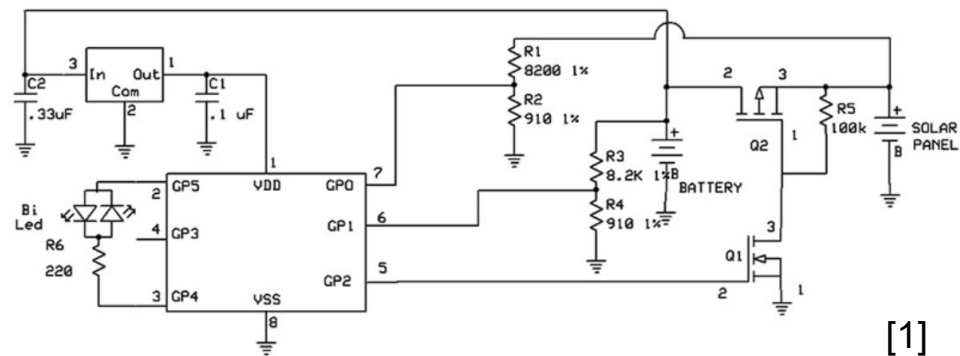 3
In
Out
1
Com
2
C2
.33uF
C1
.1 uF
R1
8200 1%
R2
910 1%
R3
8.2K 1%
R4
910 1%
+
B
BATTERY
2
3
1
Q2
R5
100k
+
B
SOLAR
PANEL
1
VDD
GP5
2
GP0
7
Bi
Led
4
GP3
GP1
6
R6
220
3
GP4
GP2
5
VSS
8
3
Q1
2
1
[1]